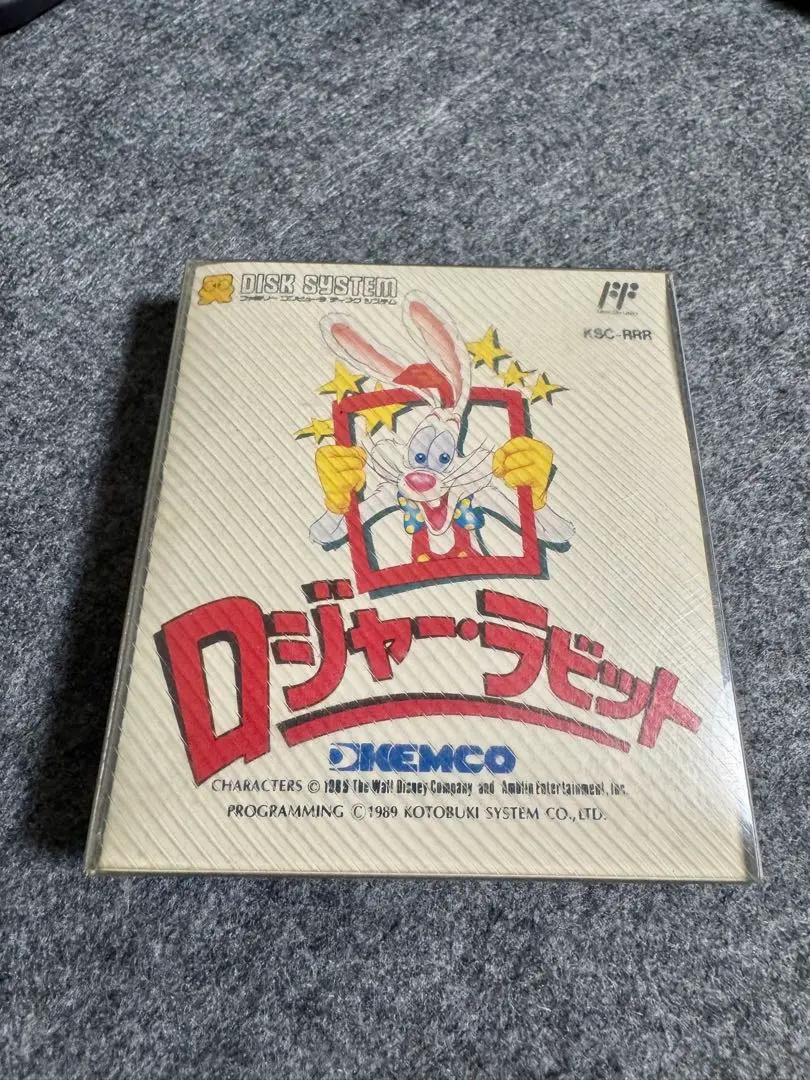 DISK SYSTEM
ファミリー コンピュータ ディスク システム
KSC-RRR
ロジャー・ラビット
KEMCO
CHARACTERS © The Walt Disney Company and Amblin Entertainment, Inc.
PROGRAMMING © 1989 KOTOBUKI SYSTEM CO., LTD.